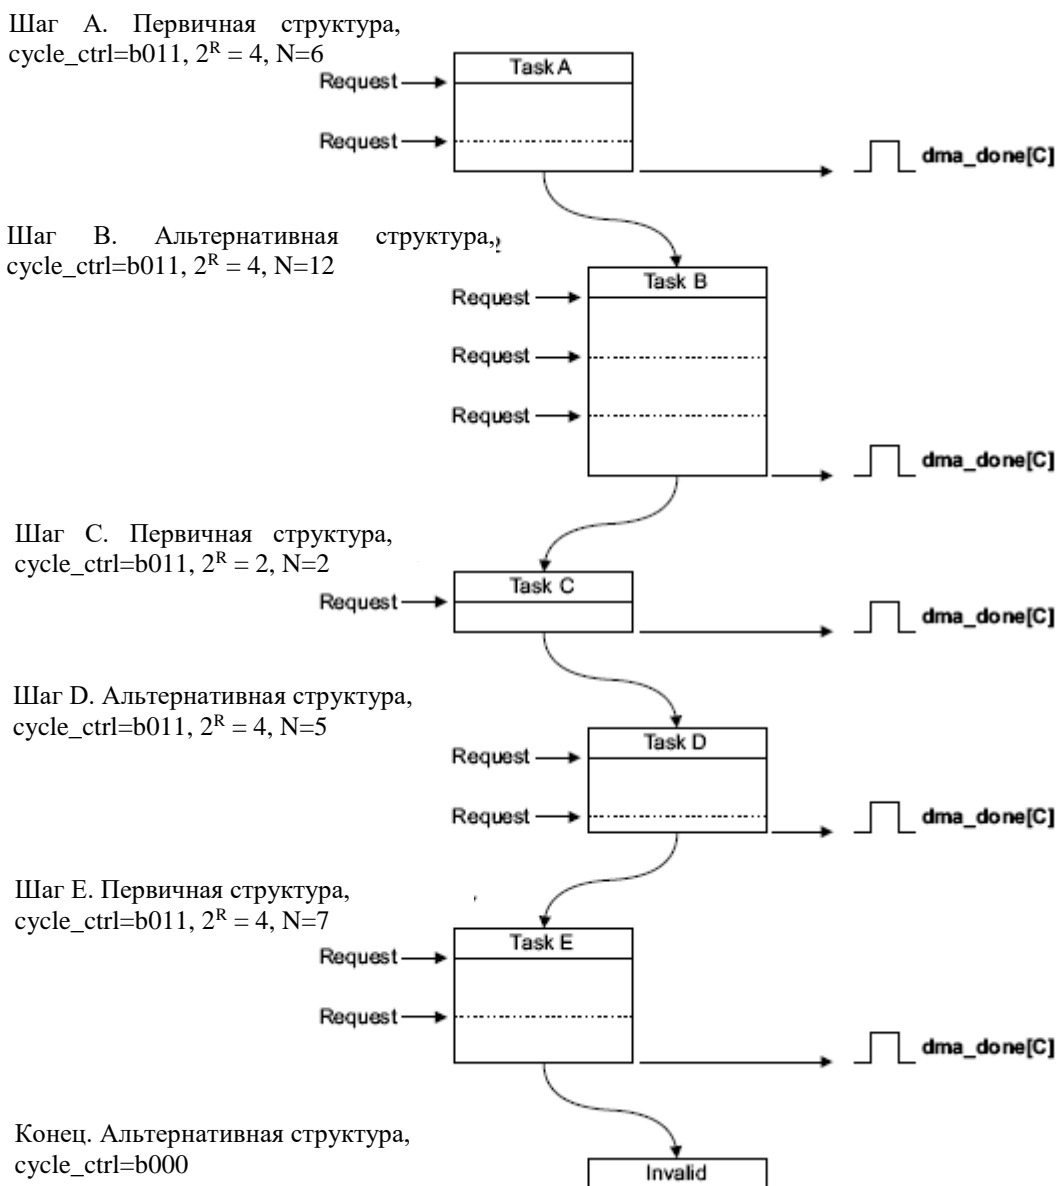 Шаг А. Первичная структура,
cycle_ctrl=b011, 2ᴿ = 4, N=6
Task A
Request
Request
dma_done[C]
Шаг В. Альтернативная структура,
cycle_ctrl=b011, 2ᴿ = 4, N=12
Task B
Request
Request
Request
dma_done[C]
Шаг С. Первичная структура,
cycle_ctrl=b011, 2ᴿ = 2, N=2
Task C
Request
dma_done[C]
Шаг D. Альтернативная структура,
cycle_ctrl=b011, 2ᴿ = 4, N=5
Task D
Request
Request
dma_done[C]
Шаг Е. Первичная структура,
cycle_ctrl=b011, 2ᴿ = 4, N=7
Task E
Request
Request
dma_done[C]
Конец. Альтернативная структура,
cycle_ctrl=b000
Invalid